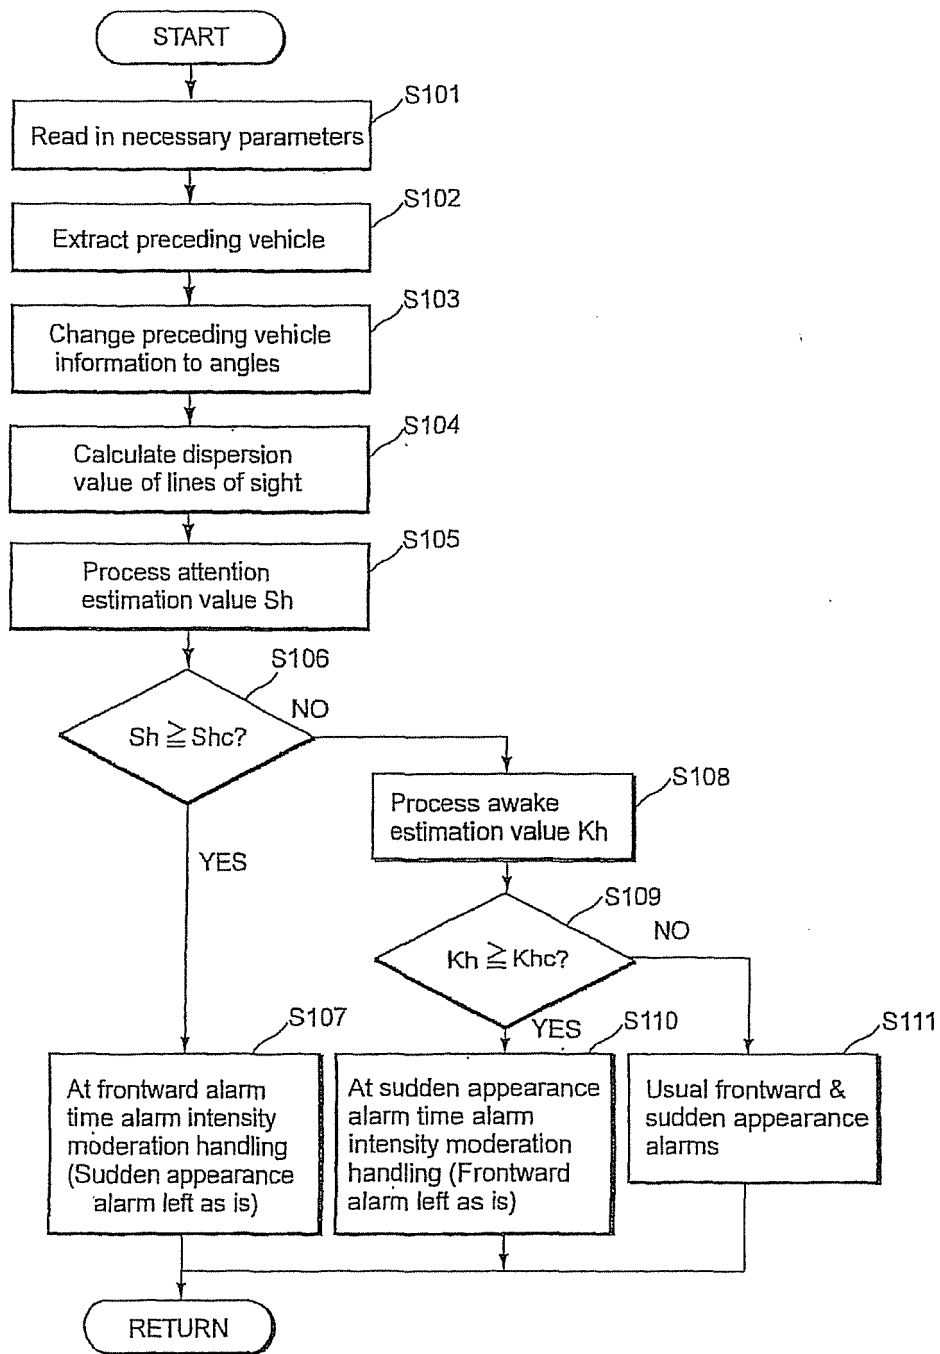 START
S101
Read in necessary parameters
S102
Extract preceding vehicle
S103
Change preceding vehicle
information to angles
S104
Calculate dispersion
value of lines of sight
S105
Process attention
estimation value Sh
S106
Sh ≧ Shc?
NO
YES
S108
Process awake
estimation value Kh
S109
Kh ≧ Khc?
NO
YES
S107
At frontward alarm
time alarm intensity
moderation handling
(Sudden appearance
alarm left as is)
S110
At sudden appearance
alarm time alarm
intensity moderation
handling (Frontward
alarm left as is)
S111
Usual frontward &
sudden appearance
alarms
RETURN